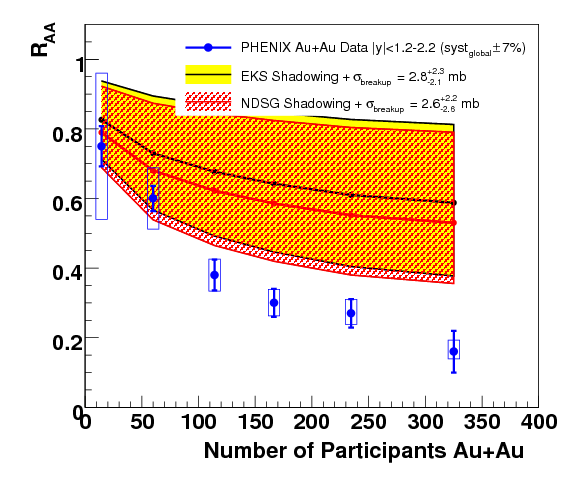 R_AA
PHENIX Au+Au Data |y|<1.2-2.2 (syst_global ±7%)
EKS Shadowing + σ_breakup = 2.8^+2.3_-2.1 mb
NDSG Shadowing + σ_breakup = 2.6^+2.2_-2.6 mb
1
0.8
0.6
0.4
0.2
0
0 50 100 150 200 250 300 350 400
Number of Participants Au+Au